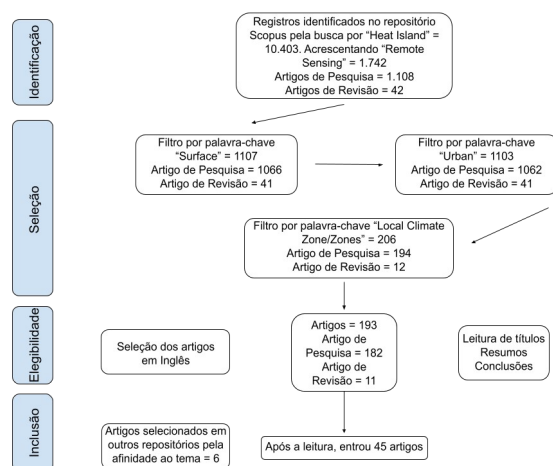 Identificação
Registros identificados no repositório
Scopus pela busca por “Heat Island” =
10.403. Acrescentando “Remote
Sensing” = 1.742
Artigos de Pesquisa = 1.108
Artigos de Revisão = 42
Seleção
Filtro por palavra-chave
“Surface” = 1107
Artigo de Pesquisa = 1066
Artigo de Revisão = 41
Filtro por palavra-chave
“Urban” = 1103
Artigo de Pesquisa = 1062
Artigo de Revisão = 41
Filtro por palavra-chave “Local Climate
Zone/Zones” = 206
Artigo de Pesquisa = 194
Artigo de Revisão = 12
Elegibilidade
Seleção dos artigos
em Inglês
Artigos = 193
Artigo de
Pesquisa = 182
Artigo de
Revisão = 11
Leitura de títulos
Resumos
Conclusões
Inclusão
Artigos selecionados em
outros repositórios pela
afinidade ao tema = 6
Após a leitura, entrou 45 artigos